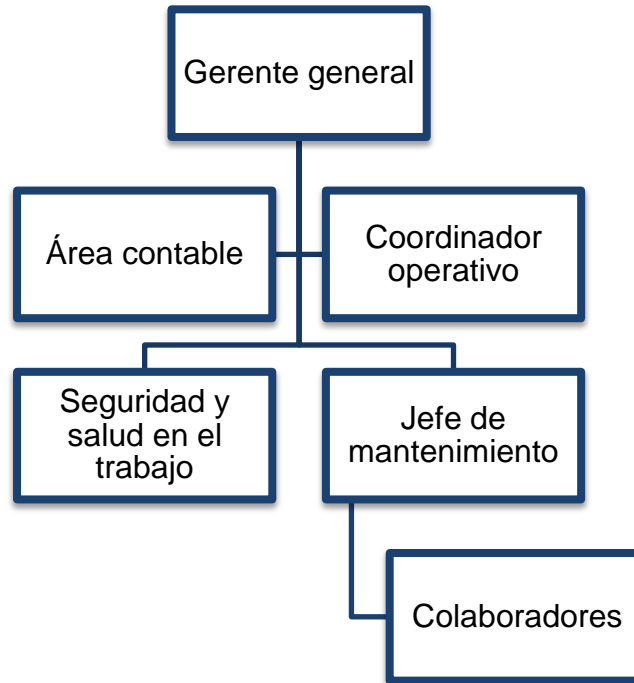 Gerente general
Área contable
Coordinador
operativo
Seguridad y
salud en el
trabajo
Jefe de
mantenimiento
Colaboradores